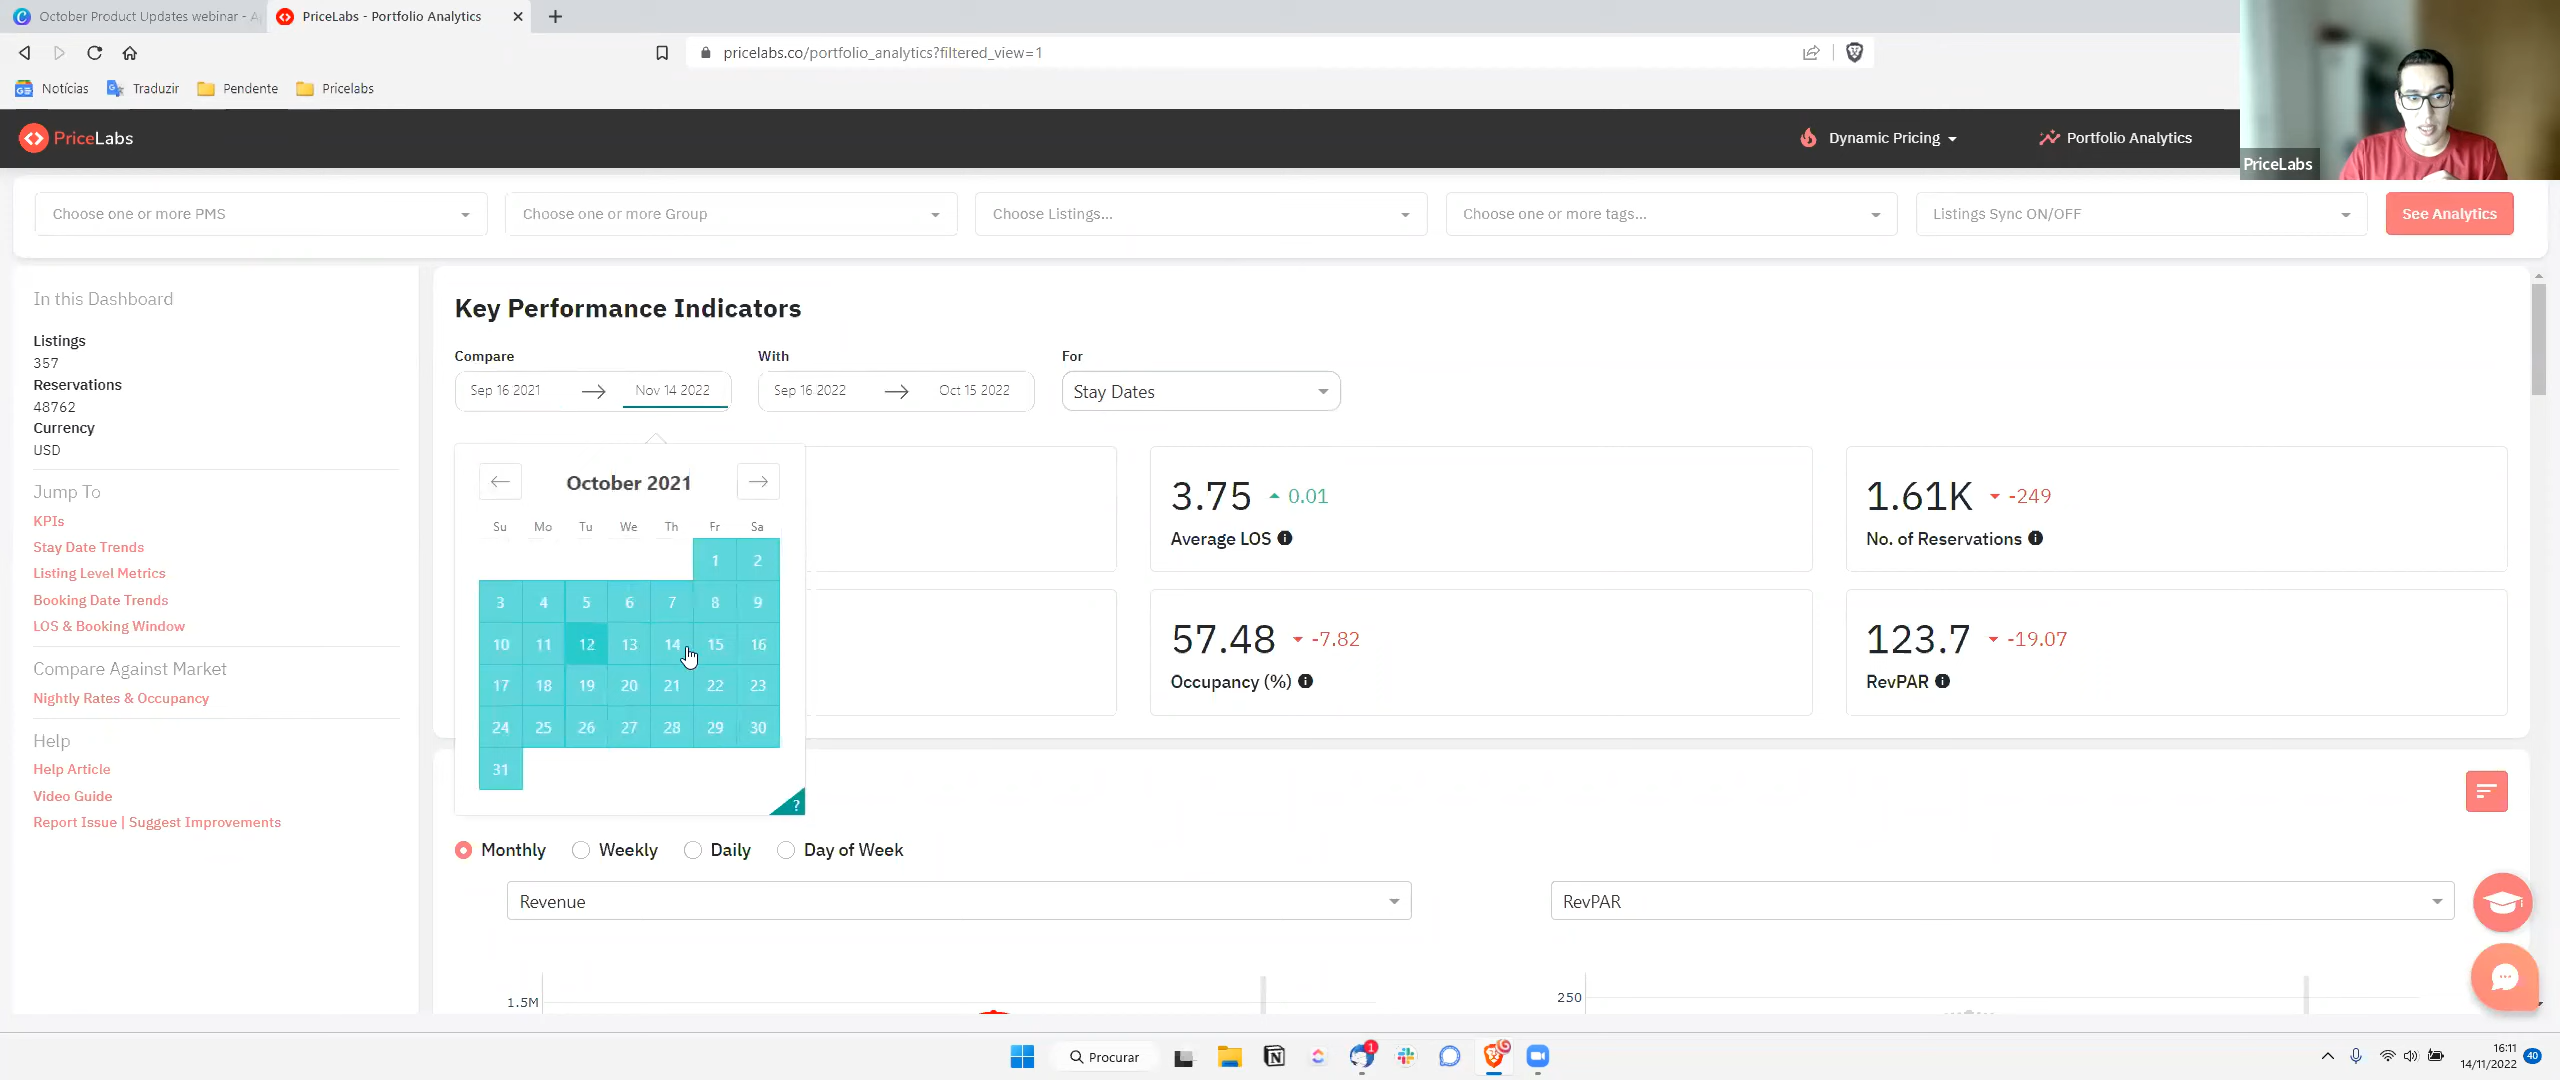 October Product Updates webinar - A
PriceLabs - Portfolio Analytics
pricelabs.co/portfolio_analytics?filtered_view=1
Notícias
Traduzir
Pendente
Pricelabs
PriceLabs
Dynamic Pricing
Portfolio Analytics
PriceLabs
Choose one or more PMS
Choose one or more Group
Choose Listings...
Choose one or more tags...
Listings Sync ON/OFF
See Analytics
In this Dashboard
Listings
357
Reservations
48762
Currency
USD
Jump To
KPIs
Stay Date Trends
Listing Level Metrics
Booking Date Trends
LOS & Booking Window
Compare Against Market
Nightly Rates & Occupancy
Help
Help Article
Video Guide
Report Issue | Suggest Improvements
Key Performance Indicators
Compare
With
For
Sep 16 2021
Nov 14 2022
Sep 16 2022
Oct 15 2022
Stay Dates
October 2021
Su Mo Tu We Th Fr Sa
1 2
3 4 5 6 7 8 9
10 11 12 13 14 15 16
17 18 19 20 21 22 23
24 25 26 27 28 29 30
31
?
3.75 0.01
Average LOS
1.61K -249
No. of Reservations
57.48 -7.82
Occupancy (%)
123.7 -19.07
RevPAR
Monthly
Weekly
Daily
Day of Week
Revenue
RevPAR
1.5M
250
Procurar
1
16:11
14/11/2022
40